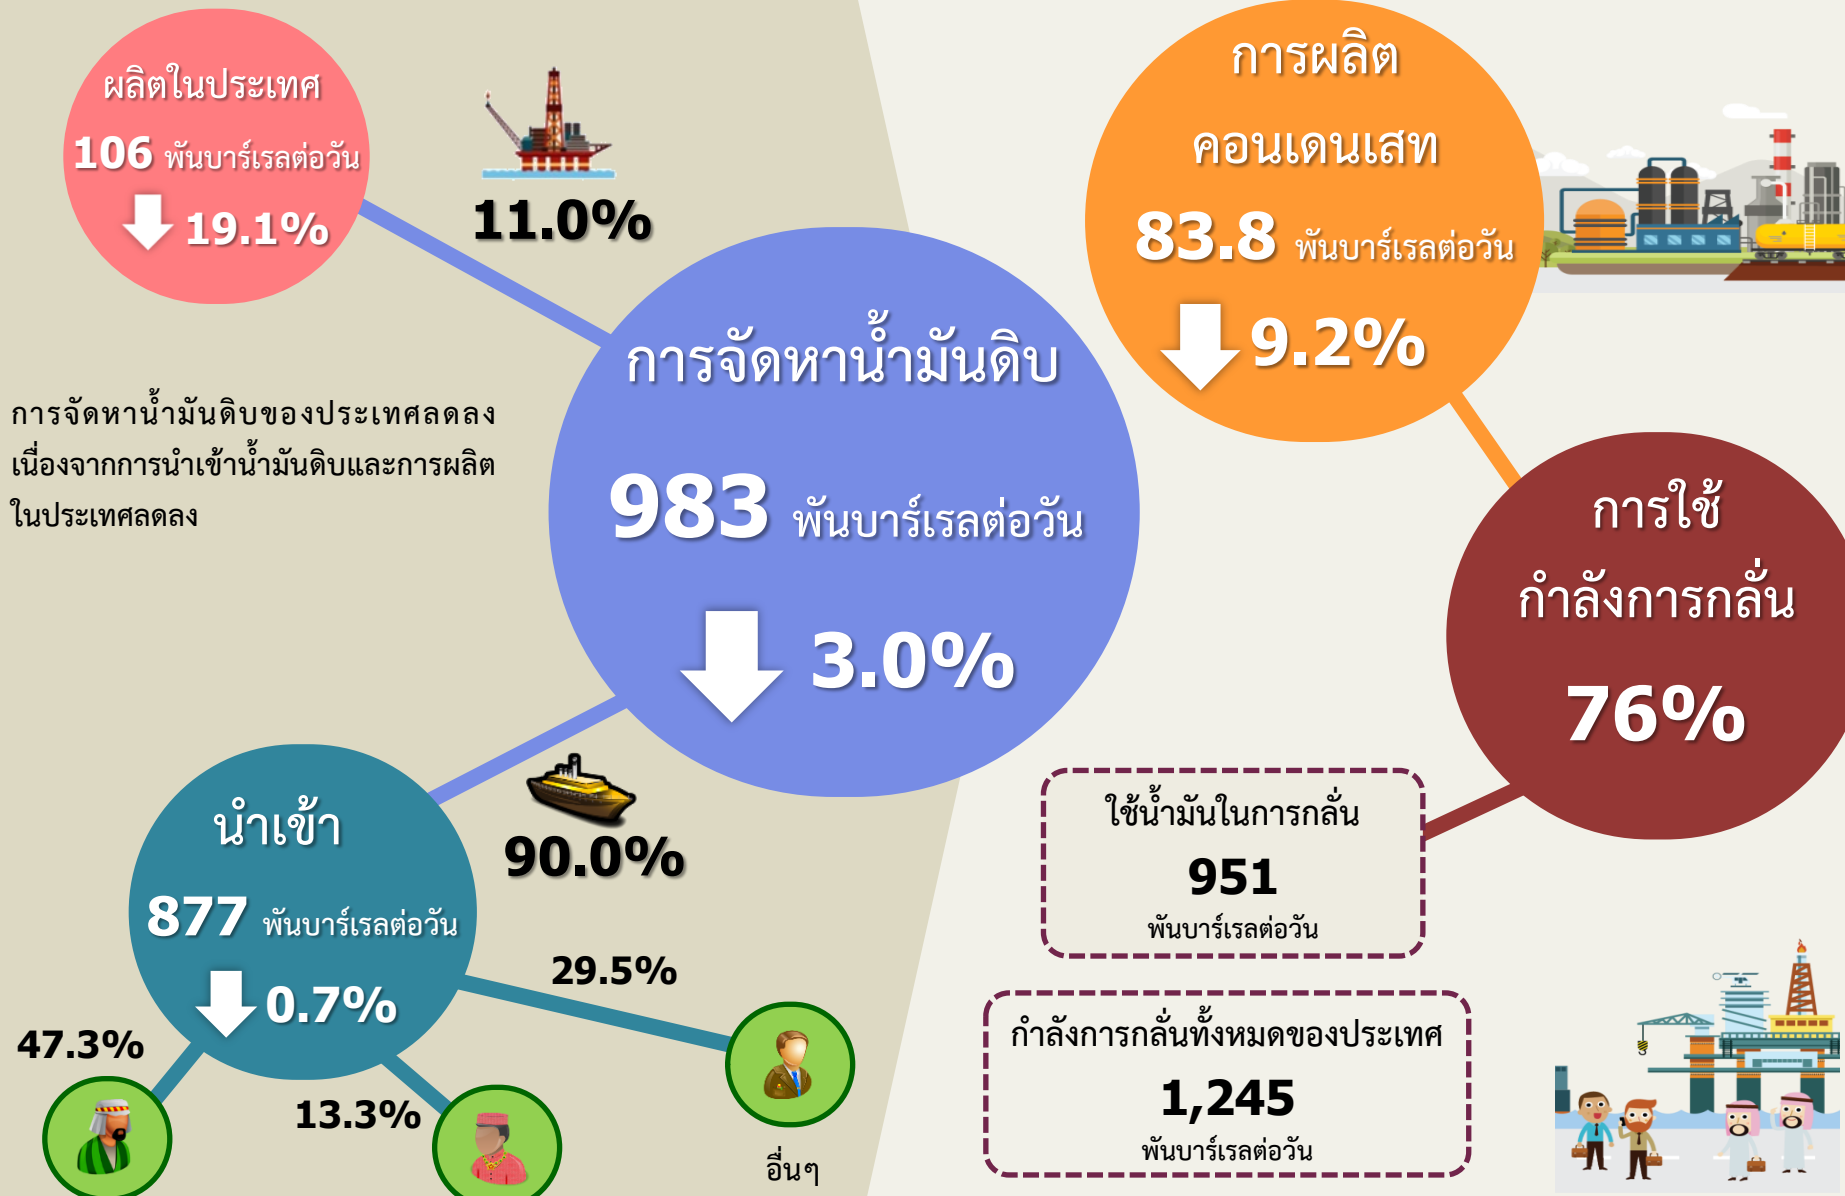 ผลิตในประเทศ
106 พันบาร์เรลต่อวัน
19.1%
11.0%
การจัดหาน้ำมันดิบของประเทศลดลง
เนื่องจากการนำเข้าน้ำมันดิบและการผลิต
ในประเทศลดลง
การจัดหาน้ำมันดิบ
983 พันบาร์เรลต่อวัน
3.0%
90.0%
นำเข้า
877 พันบาร์เรลต่อวัน
0.7%
47.3%
13.3%
29.5%
อื่นๆ
การผลิต
คอนเดนเสท
83.8 พันบาร์เรลต่อวัน
9.2%
การใช้
กำลังการกลั่น
76%
ใช้น้ำมันในการกลั่น
951
พันบาร์เรลต่อวัน
กำลังการกลั่นทั้งหมดของประเทศ
1,245
พันบาร์เรลต่อวัน